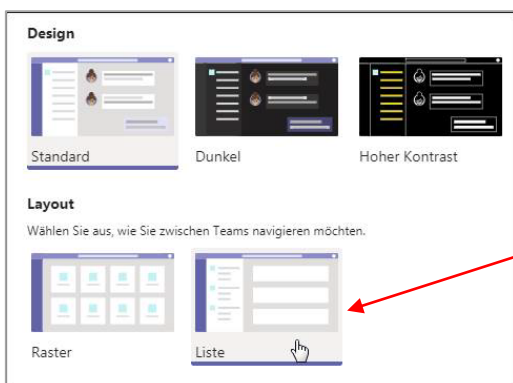 Design
Standard
Dunkel
Hoher Kontrast
Layout
Wählen Sie aus, wie Sie zwischen Teams navigieren möchten.
Raster
Liste